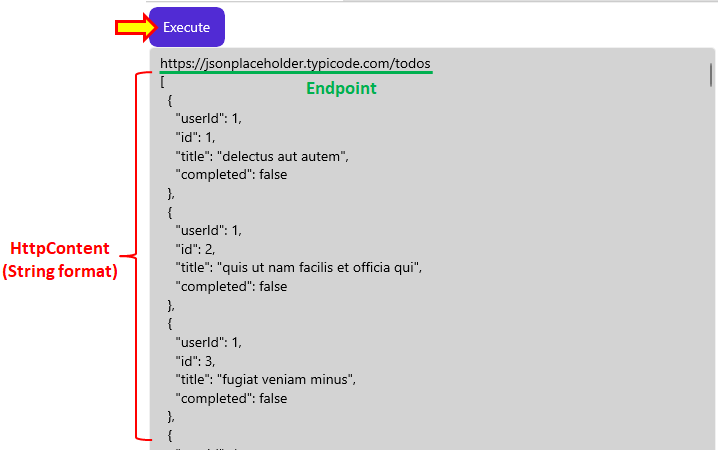 Execute
https://jsonplaceholder.typicode.com/todos
Endpoint
[
{
"userId": 1,
"id": 1,
"title": "delectus aut autem",
"completed": false
},
{
"userId": 1,
"id": 2,
"title": "quis ut nam facilis et officia qui",
"completed": false
},
{
"userId": 1,
"id": 3,
"title": "fugiat veniam minus",
"completed": false
},
{
HttpContent
(String format)